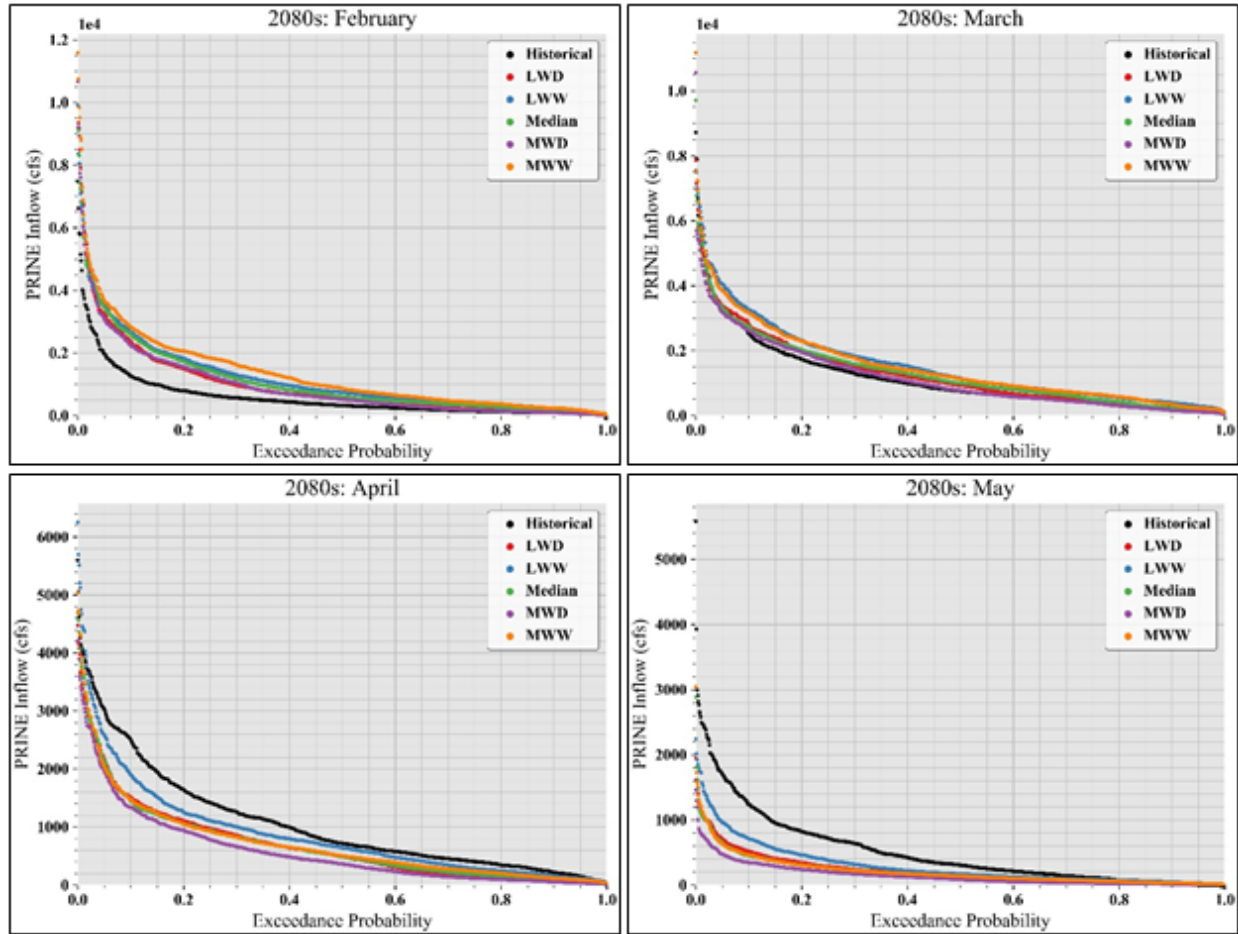 2080s: February
1e4
1.2
1.0
0.8
0.6
0.4
0.2
0.0
PRINE Inflow (cfs)
Historical
LWD
LWW
Median
MWD
MWW
0.0 0.2 0.4 0.6 0.8 1.0
Exceedance Probability
2080s: March
1e4
1.0
0.8
0.6
0.4
0.2
0.0
PRINE Inflow (cfs)
Historical
LWD
LWW
Median
MWD
MWW
0.0 0.2 0.4 0.6 0.8 1.0
Exceedance Probability
2080s: April
6000
5000
4000
3000
2000
1000
0
PRINE Inflow (cfs)
Historical
LWD
LWW
Median
MWD
MWW
0.0 0.2 0.4 0.6 0.8 1.0
Exceedance Probability
2080s: May
5000
4000
3000
2000
1000
0
PRINE Inflow (cfs)
Historical
LWD
LWW
Median
MWD
MWW
0.0 0.2 0.4 0.6 0.8 1.0
Exceedance Probability